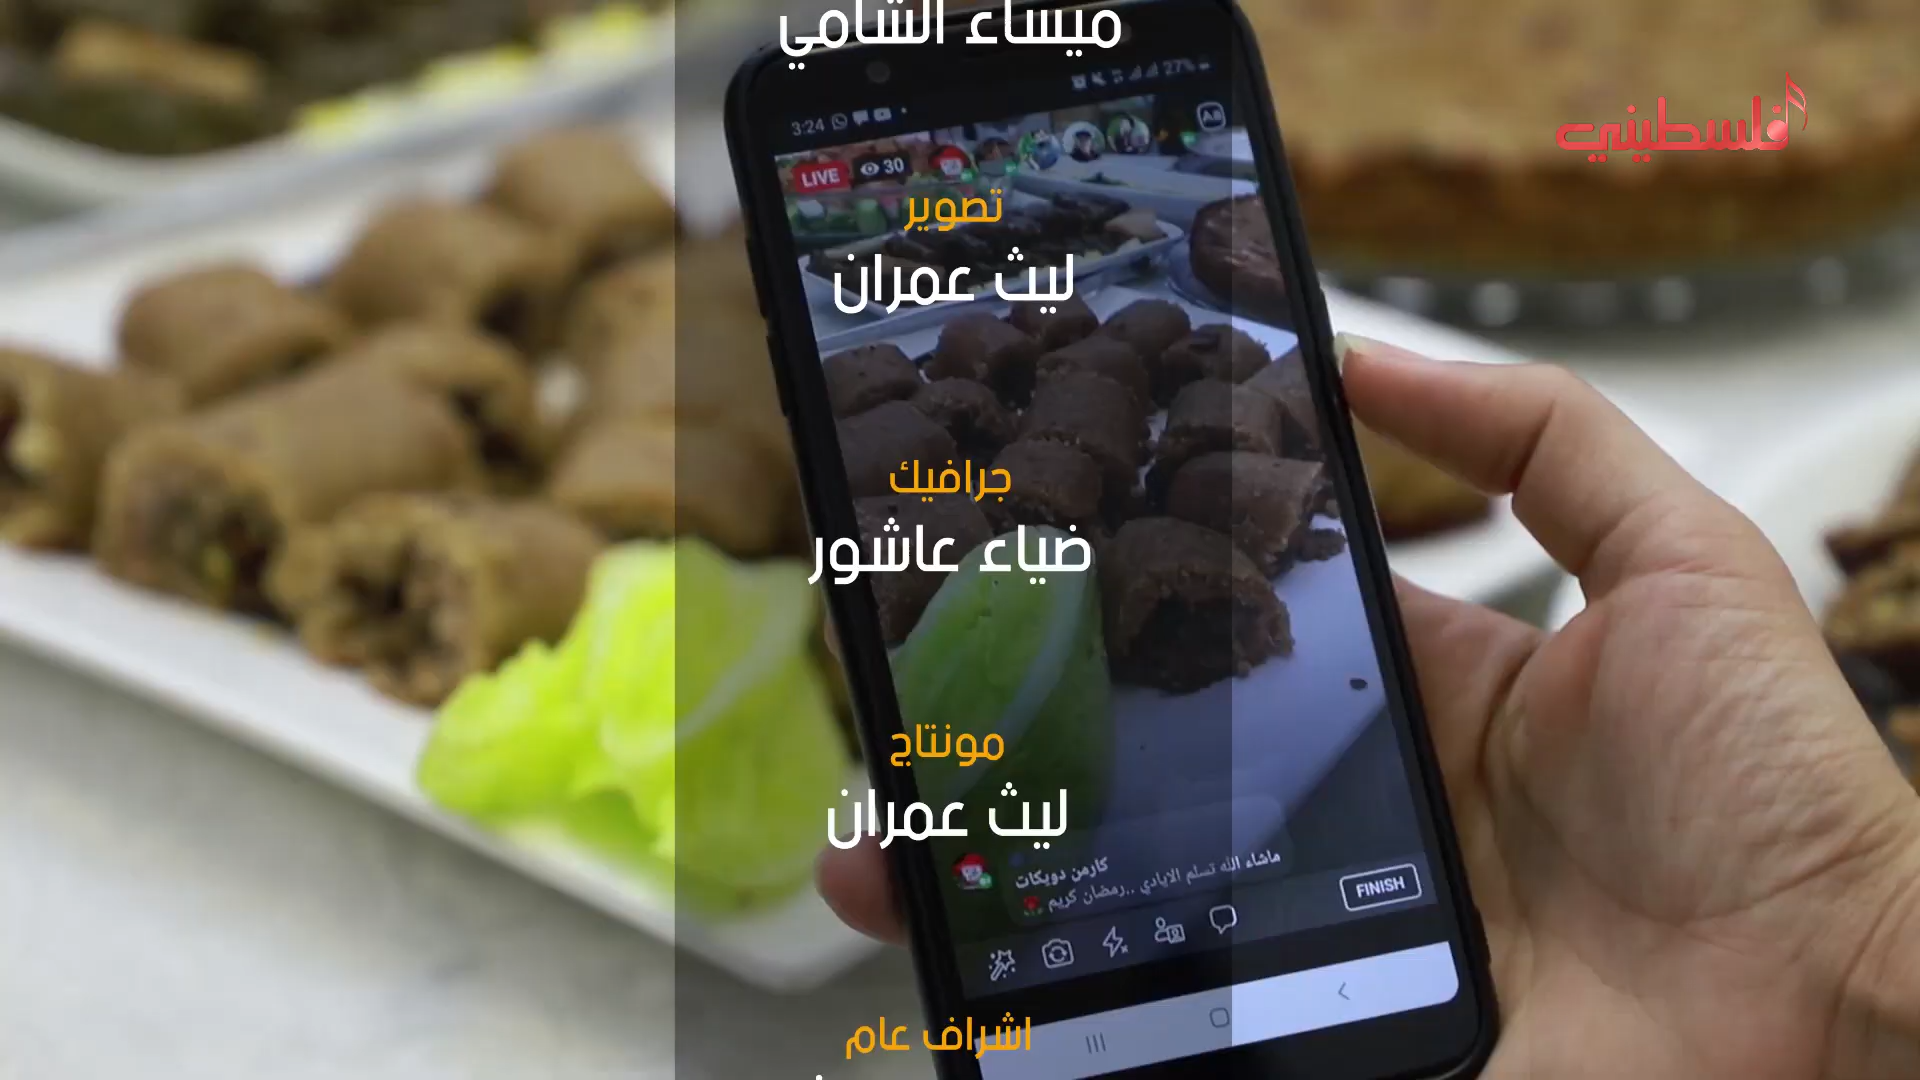 ميساء الشامي
3:24
27%
فلسطيني
LIVE
30
تصوير
ليث عمران
جرافيك
ضياء عاشور
مونتاج
ليث عمران
كارمن دويكات
ماشاء الله تسلم الايادي ..رمضان كريم
FINISH
اشراف عام